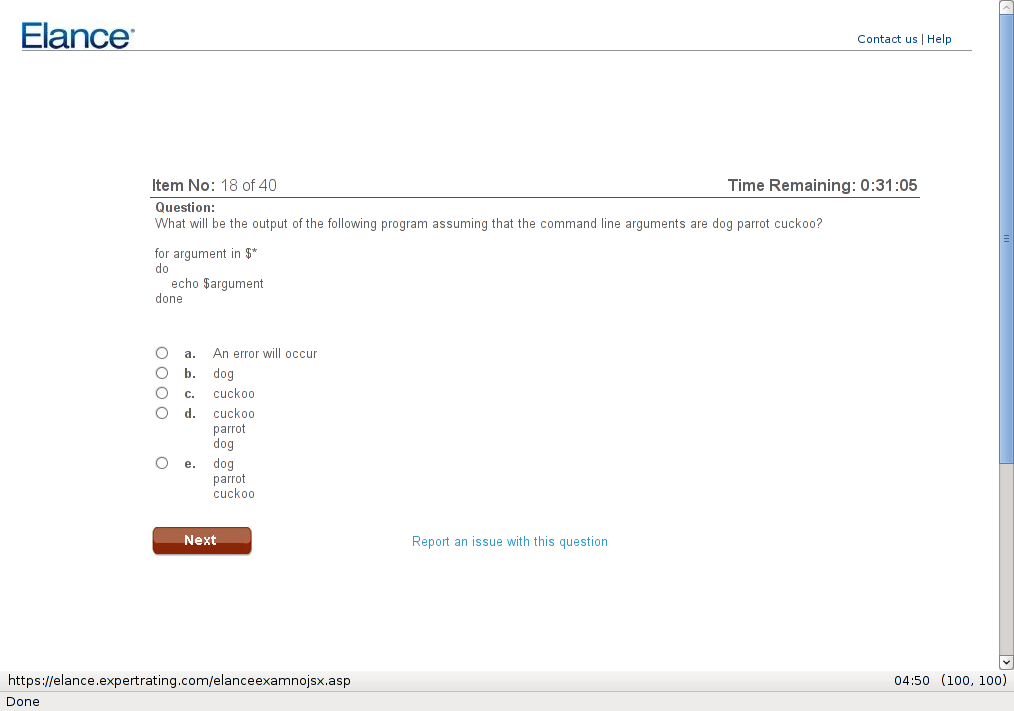 Elance
Contact us | Help
Item No: 18 of 40 Time Remaining: 0:31:05
Question:
What will be the output of the following program assuming that the command line arguments are dog parrot cuckoo?
for argument in $*
do
echo $argument
done
a. An error will occur
b. dog
c. cuckoo
d. cuckoo
parrot
dog
e. dog
parrot
cuckoo
Next Report an issue with this question
https://elance.expertrating.com/elanceexamnojsx.asp 04:50 (100, 100)
Done